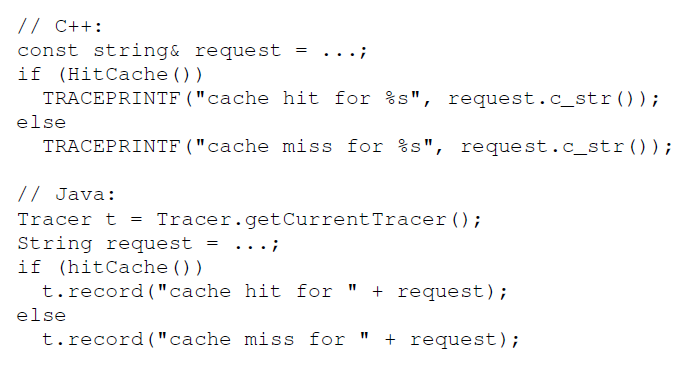 // C++:
const string& request = ...;
if (HitCache())
  TRACEPRINTF("cache hit for %s", request.c_str());
else
  TRACEPRINTF("cache miss for %s", request.c_str());

// Java:
Tracer t = Tracer.getCurrentTracer();
String request = ...;
if (hitCache())
  t.record("cache hit for " + request);
else
  t.record("cache miss for " + request);